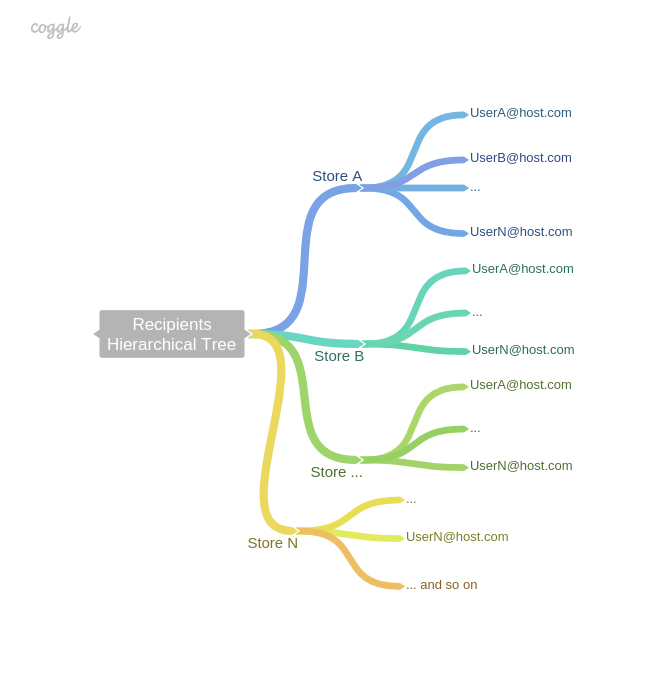 coggle
UserA@host.com
UserB@host.com
Store A
...
UserN@host.com
UserA@host.com
...
Recipients
Hierarchical Tree
UserN@host.com
Store B
UserA@host.com
...
UserN@host.com
Store ...
...
UserN@host.com
Store N
... and so on